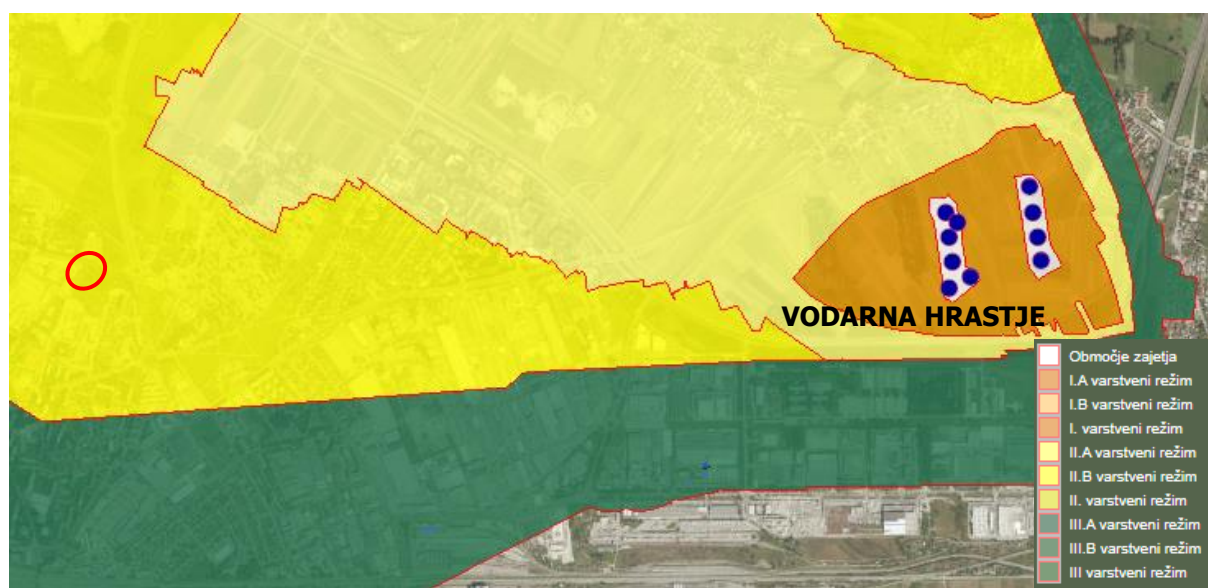 VODARNA HRASTJE
Območje zajetja
I.A varstveni režim
I.B varstveni režim
I. varstveni režim
II.A varstveni režim
II.B varstveni režim
II. varstveni režim
III.A varstveni režim
III.B varstveni režim
III varstveni režim